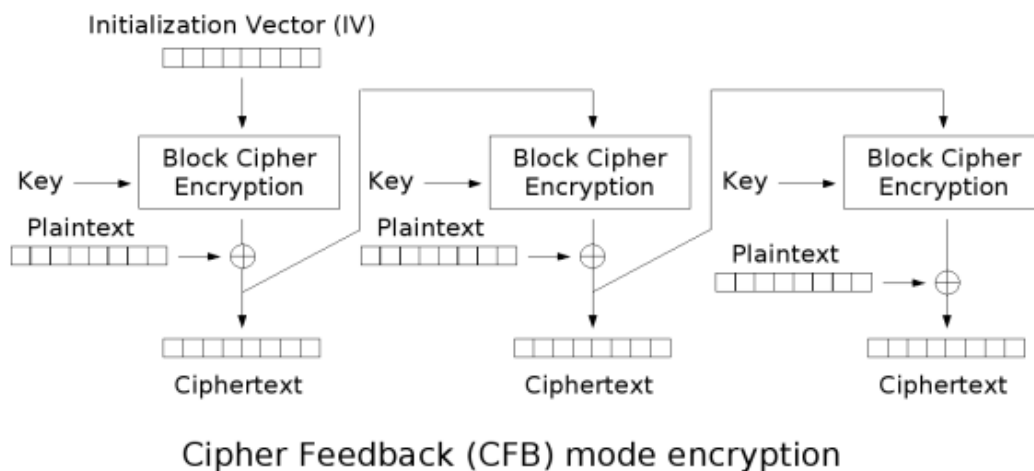 Initialization Vector (IV)
Block Cipher
Encryption
Block Cipher
Encryption
Block Cipher
Encryption
Key
Key
Key
Plaintext
Plaintext
Plaintext
Ciphertext
Ciphertext
Ciphertext
Cipher Feedback (CFB) mode encryption